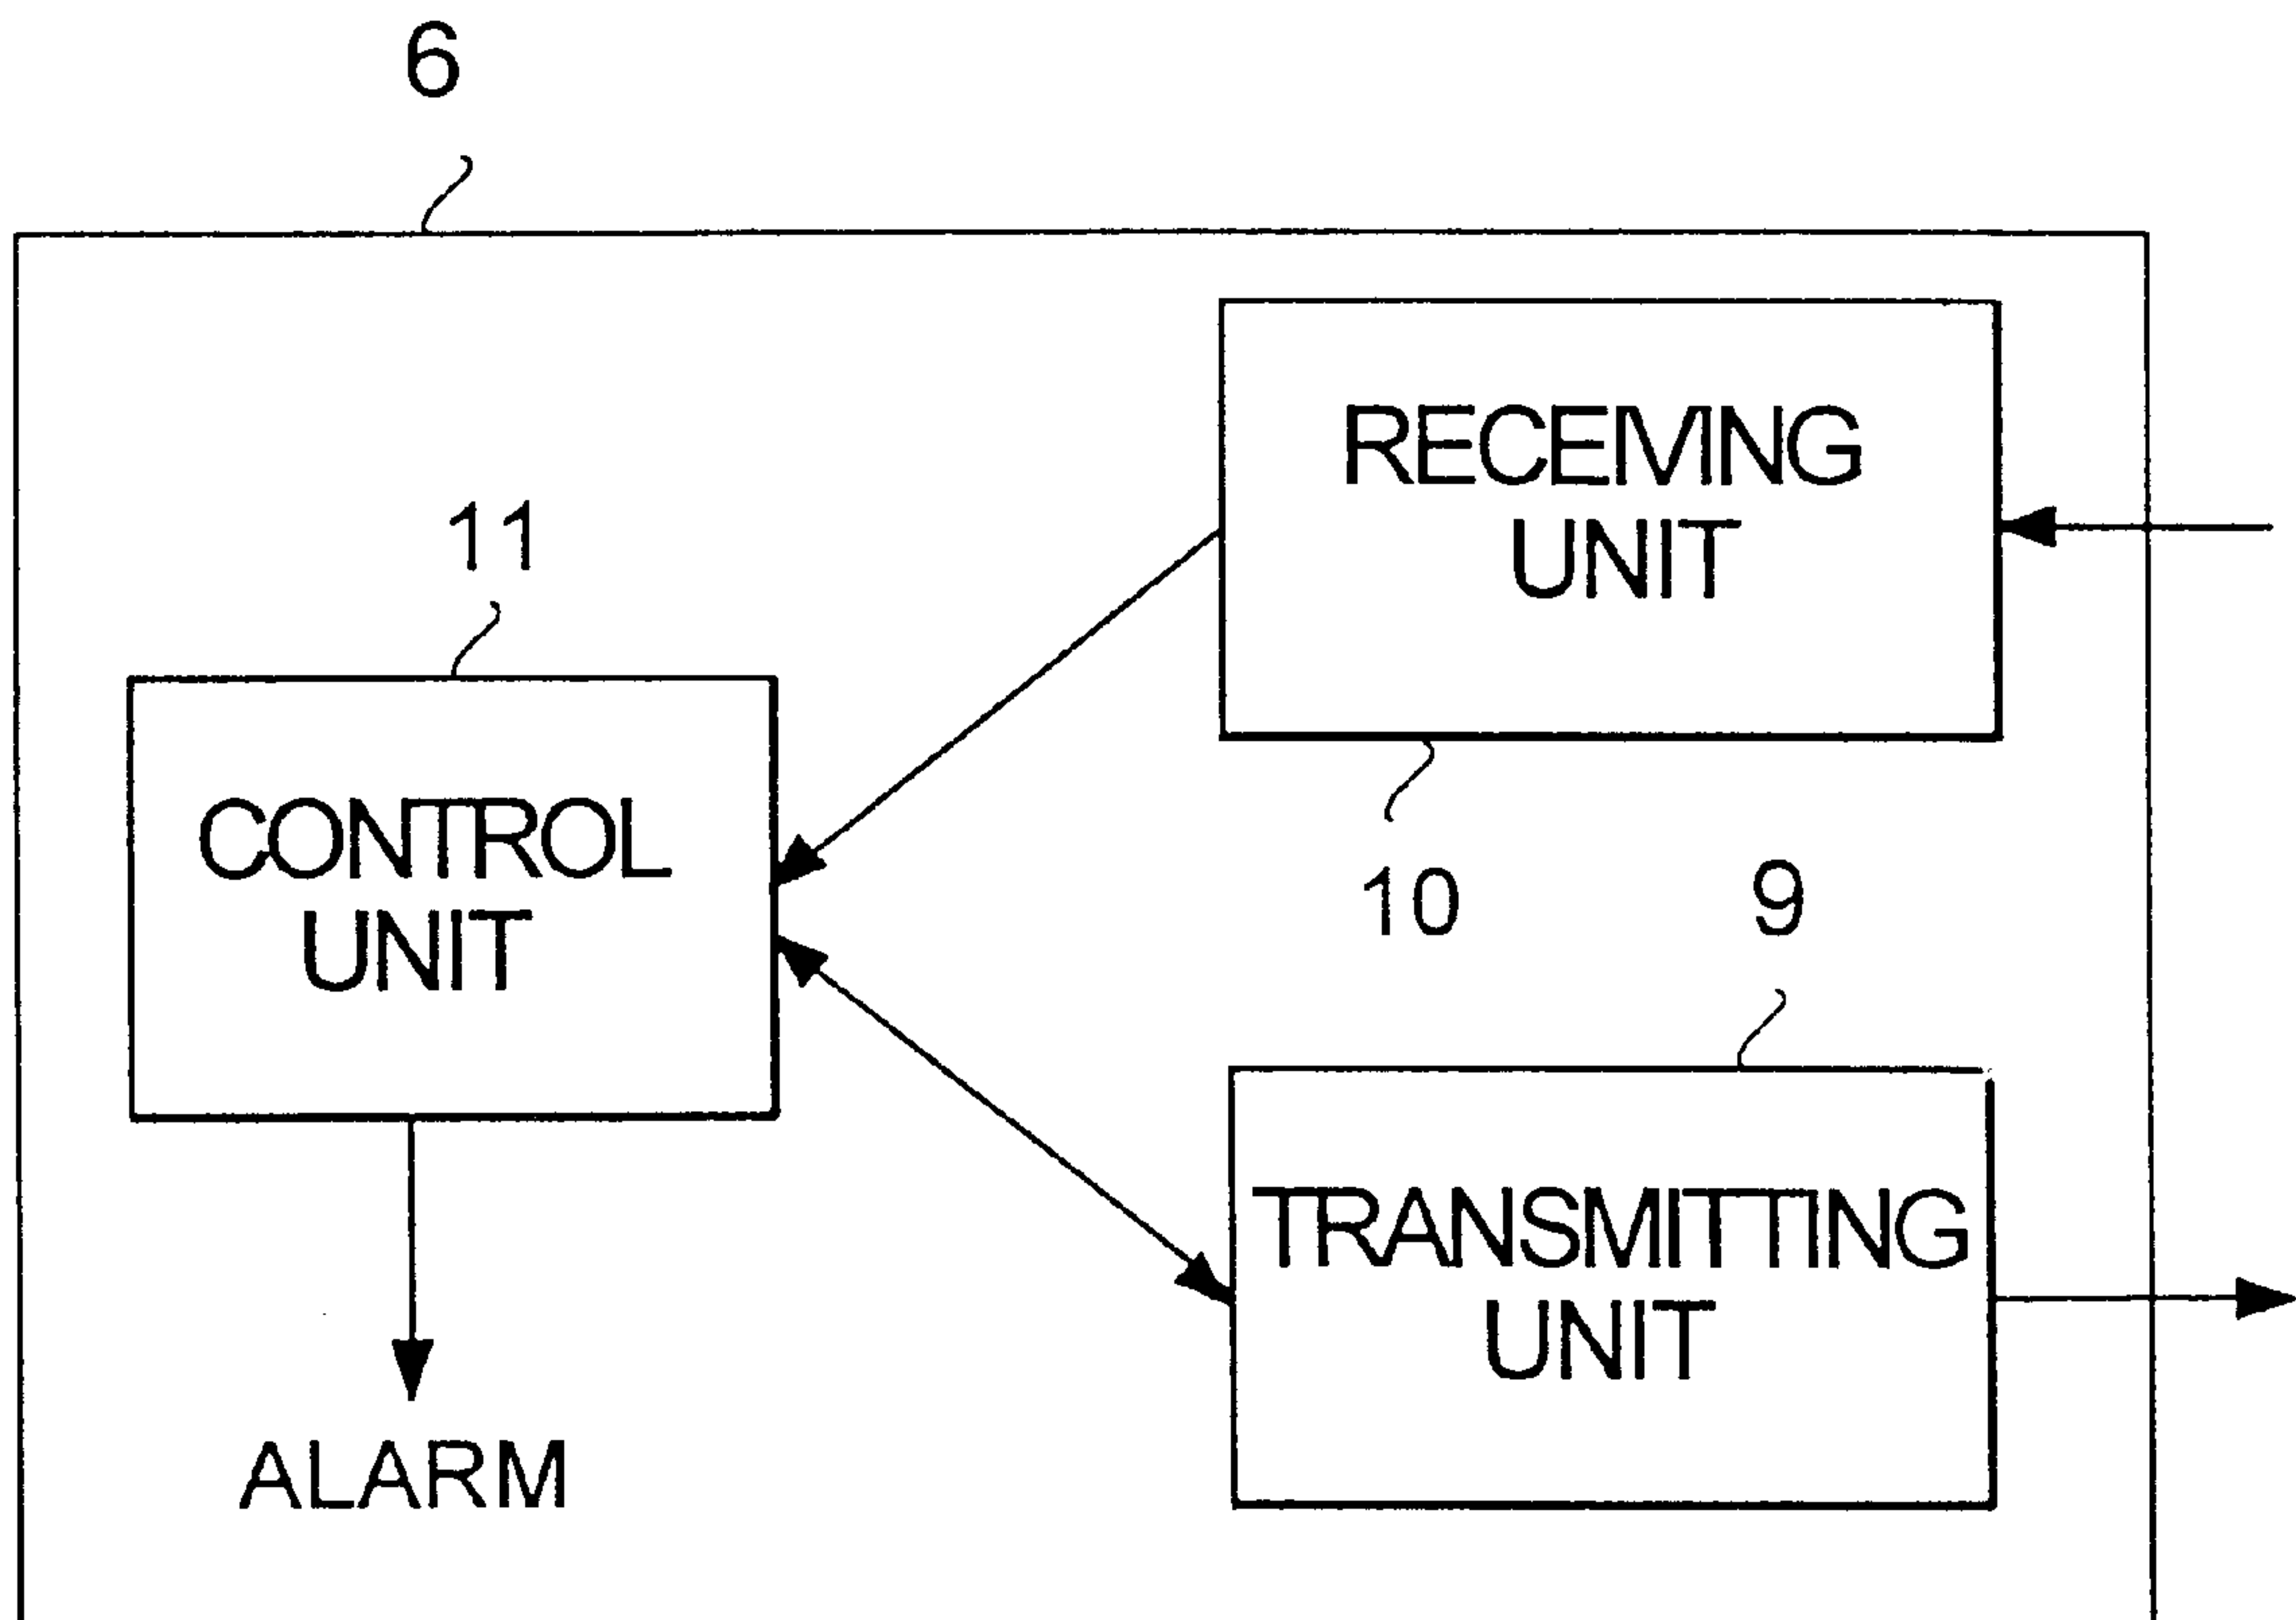 6
RECEIVING
UNIT
11
CONTROL
UNIT
10
9
TRANSMITTING
UNIT
ALARM